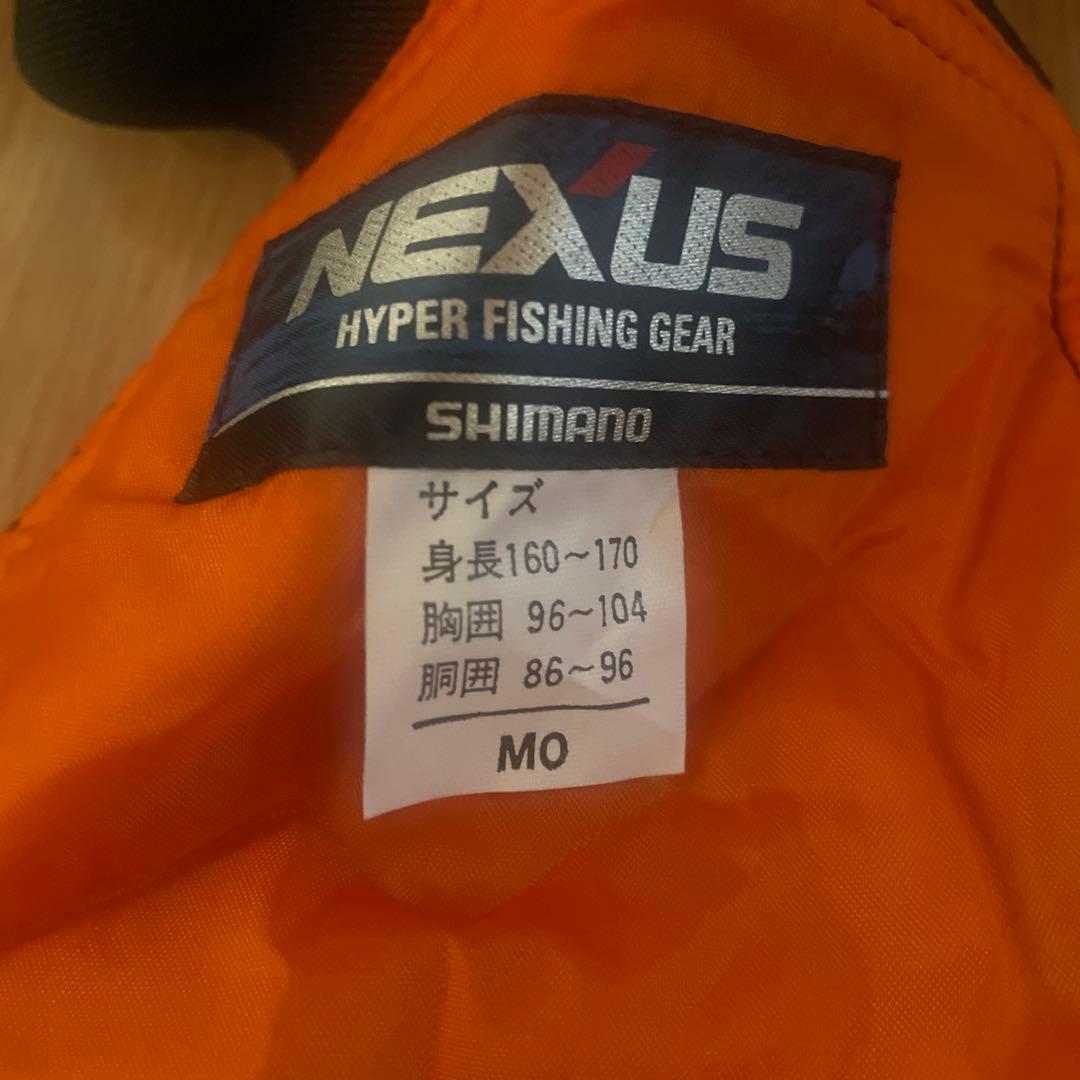 NEXUS
HYPER FISHING GEAR
SHIMANO
サイズ
身長160~170
胸囲 96~104
胴囲 86~96
MO